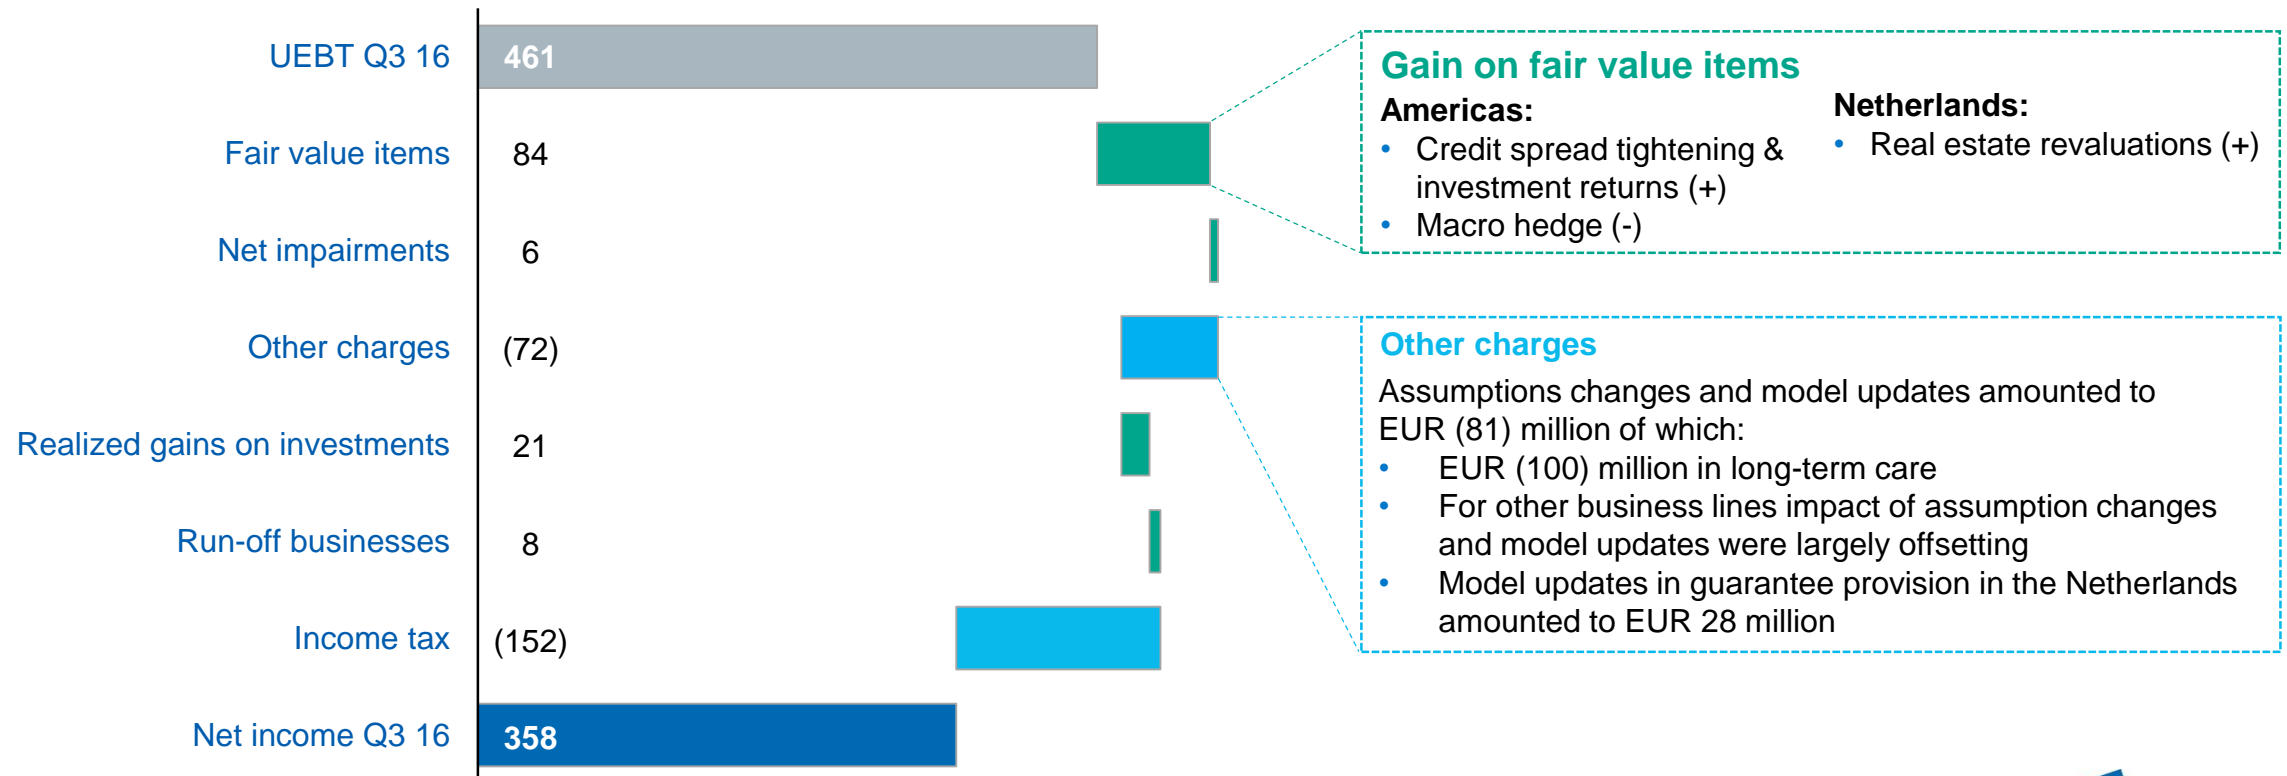 UEBT Q3 16
461
Fair value items
84
Net impairments
6
Other charges
(72)
Realized gains on investments
21
Run-off businesses
8
Income tax
(152)
Net income Q3 16
358
Gain on fair value items
Americas:
• Credit spread tightening &
investment returns (+)
• Macro hedge (-)
Netherlands:
• Real estate revaluations (+)
Other charges
Assumptions changes and model updates amounted to
EUR (81) million of which:
• EUR (100) million in long-term care
• For other business lines impact of assumption changes
and model updates were largely offsetting
• Model updates in guarantee provision in the Netherlands
amounted to EUR 28 million